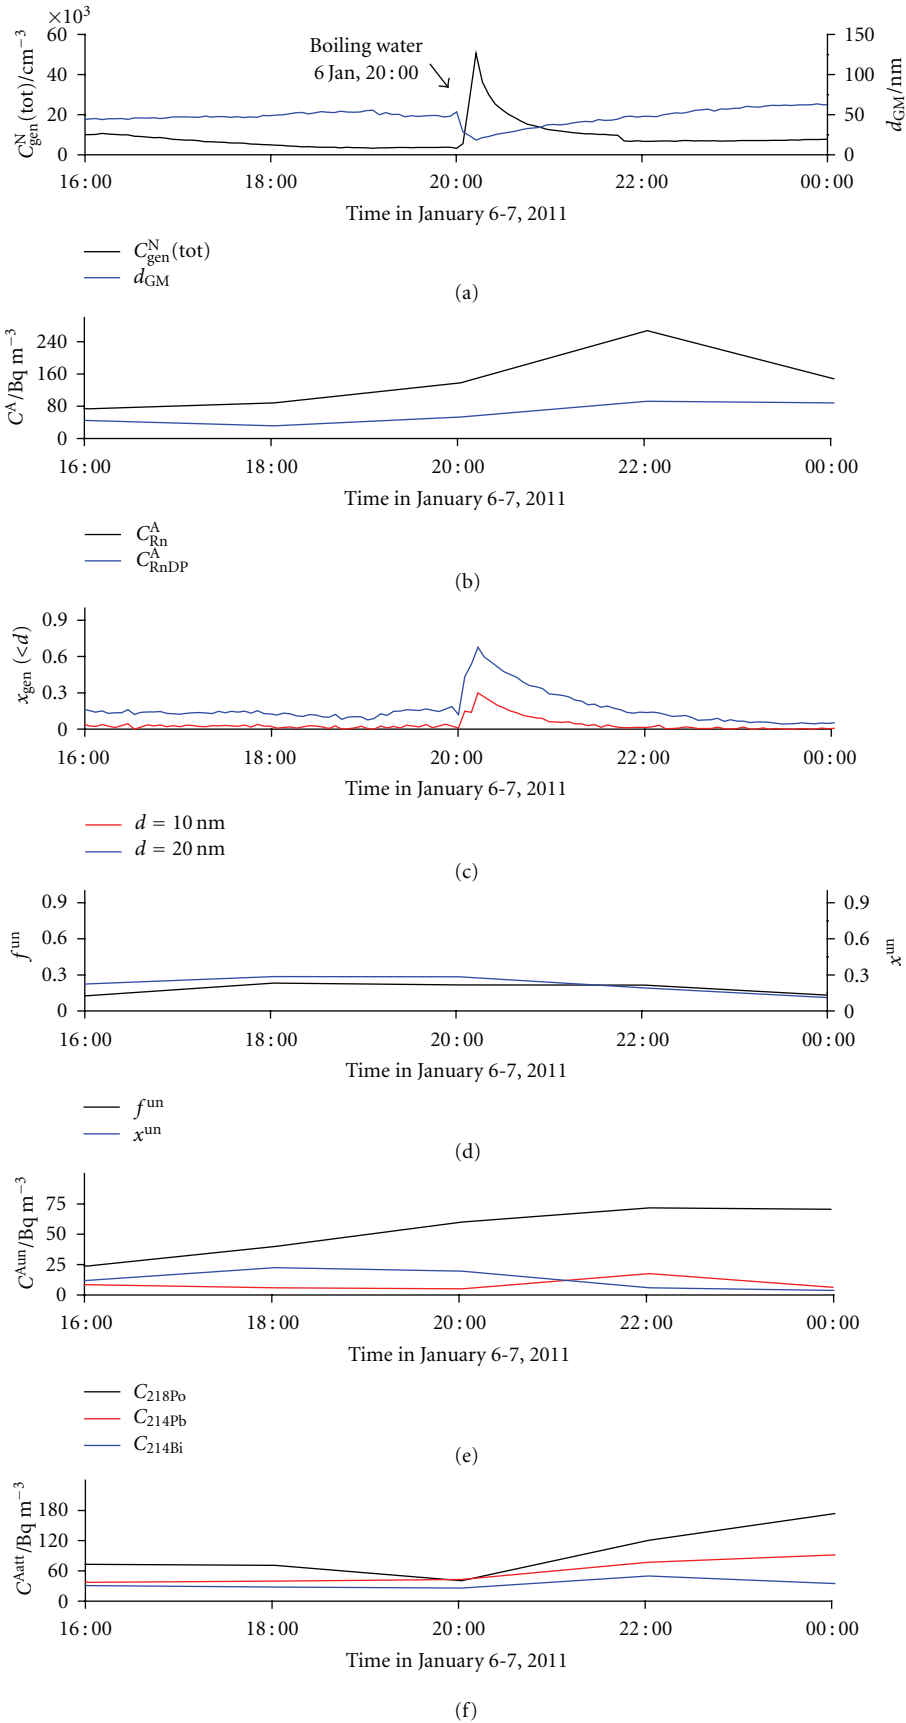 ×10³
60
40
20
0
C^N_gen(tot)/cm⁻³
Boiling water
6 Jan, 20:00
150
100
50
0
d_GM/nm
16:00 18:00 20:00 22:00 00:00
Time in January 6-7, 2011
C^N_gen(tot)
d_GM
(a)
240
160
80
0
C^A/Bq m⁻³
16:00 18:00 20:00 22:00 00:00
Time in January 6-7, 2011
C^A_Rn
C^A_RnDP
(b)
0.9
0.6
0.3
0
x_gen (<d)
16:00 18:00 20:00 22:00 00:00
Time in January 6-7, 2011
d = 10 nm
d = 20 nm
(c)
0.9
0.6
0.3
0
f^un
0.9
0.6
0.3
0
x^un
16:00 18:00 20:00 22:00 00:00
Time in January 6-7, 2011
f^un
x^un
(d)
75
50
25
0
C^Aun/Bq m⁻³
16:00 18:00 20:00 22:00 00:00
Time in January 6-7, 2011
C_218Po
C_214Pb
C_214Bi
(e)
180
120
60
0
C^Aatt/Bq m⁻³
16:00 18:00 20:00 22:00 00:00
Time in January 6-7, 2011
(f)